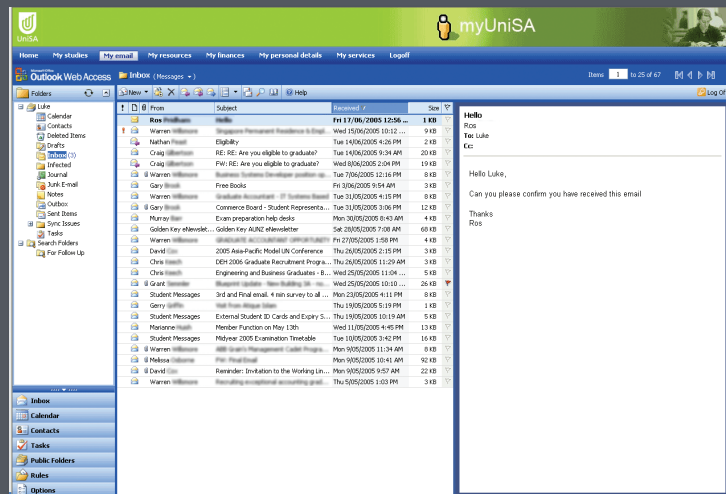 UniSA
myUniSA
Home My studies My email My resources My finances My personal details My services Logoff
Microsoft Office
Outlook Web Access Inbox (Messages) Items 1 to 25 of 67
Folders New Help Log Of
! From Subject Received Size
Luke
Calendar
Contacts
Deleted Items
Drafts
Inbox (3)
Infected
Journal
Junk E-mail
Notes
Outbox
Sent Items
Sync Issues
Tasks
Search Folders
For Follow Up
Inbox
Calendar
Contacts
Tasks
Public Folders
Rules
Options
Ros Hello Fri 17/06/2005 12:56 ... 1 KB
Warren Singapore Permanent Residence & Empl... Wed 15/06/2005 10:12 ... 9 KB
Nathan Eligibility Tue 14/06/2005 4:26 PM 2 KB
Craig RE: RE: Are you eligible to graduate? Tue 14/06/2005 9:34 AM 20 KB
Craig FW: RE: Are you eligible to graduate? Wed 8/06/2005 2:04 PM 19 KB
Warren Business Systems Developer position op... Tue 7/06/2005 12:16 PM 8 KB
Gary Free Books Fri 3/06/2005 9:54 AM 3 KB
Warren Graduate Accountant - IT Systems Based Tue 31/05/2005 4:15 PM 8 KB
Gary Commerce Board - Student Representa... Tue 31/05/2005 3:06 PM 12 KB
Murray Exam preparation help desks Mon 30/05/2005 8:43 AM 4 KB
Golden Key eNewslet... Golden Key AUNZ eNewsletter Sat 28/05/2005 7:08 AM 68 KB
Warren GRADUATE ACCOUNTANT OPPORTUNITY Fri 27/05/2005 1:58 PM 4 KB
David 2005 Asia-Pacific Model UN Conference Thu 26/05/2005 2:15 PM 3 KB
Chris DEH 2006 Graduate Recruitment Progra... Thu 26/05/2005 11:29 AM 3 KB
Chris Engineering and Business Graduates - B... Wed 25/05/2005 11:04 ... 5 KB
Grant Blueprint Update - New Building 3A - no... Wed 25/05/2005 10:10 ... 26 KB
Student Messages 3rd and Final email. 4 min survey to all ... Mon 23/05/2005 4:11 PM 8 KB
Gerry Thu 19/05/2005 5:19 PM 1 KB
Student Messages External Student ID Cards and Expiry S... Thu 19/05/2005 10:19 AM 5 KB
Marianne Member Function on May 13th Wed 11/05/2005 4:45 PM 13 KB
Student Messages Midyear 2005 Examination Timetable Tue 10/05/2005 3:42 PM 16 KB
Warren Mon 9/05/2005 11:34 AM 8 KB
Melissa FW: Final Email Mon 9/05/2005 10:41 AM 92 KB
David Reminder: Invitation to the Working Lin... Mon 9/05/2005 9:57 AM 22 KB
Warren Recruiting exceptional accounting grad... Thu 5/05/2005 1:03 PM 3 KB
Hello
Ros
To: Luke
Cc:
Hello Luke,
Can you please confirm you have received this email
Thanks
Ros